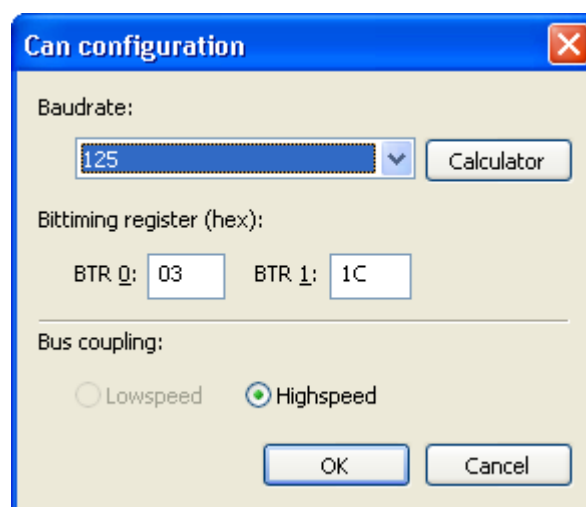 Can configuration
Baudrate:
125
Calculator
Bittiming register (hex):
BTR 0: 03 BTR 1: 1C
Bus coupling:
Lowspeed Highspeed
OK Cancel